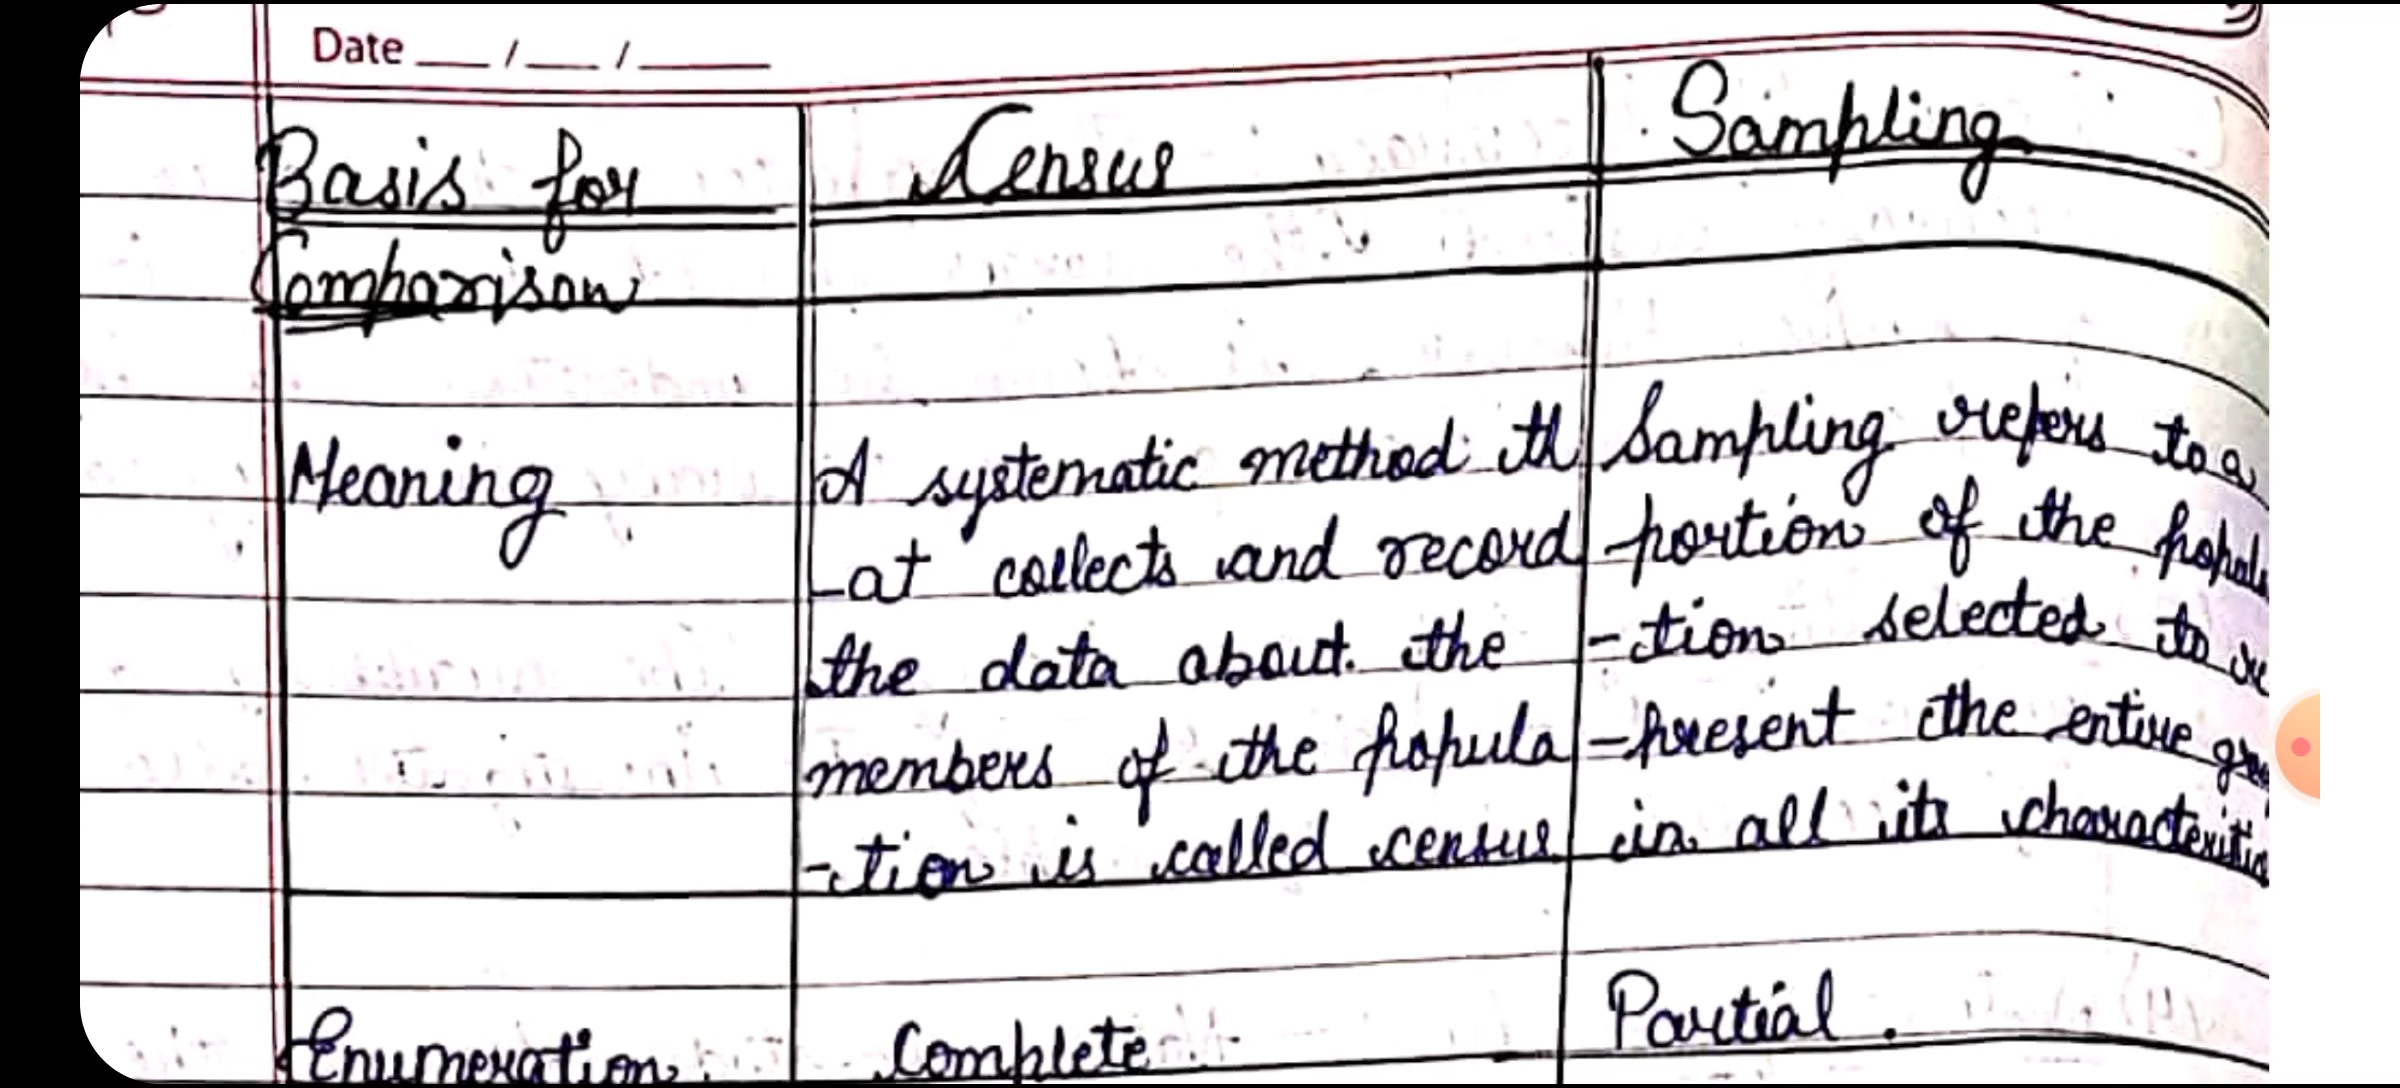 Date __/__/____
Basis for
Comparison
Census
Sampling
Meaning
A systematic method th
-at collects and record
the data about the
members of the popula
-tion is called census
Sampling refers to a
portion of the popula
-tion selected to re
-present the entire
in all its
Enumeration
Complete
Partial.